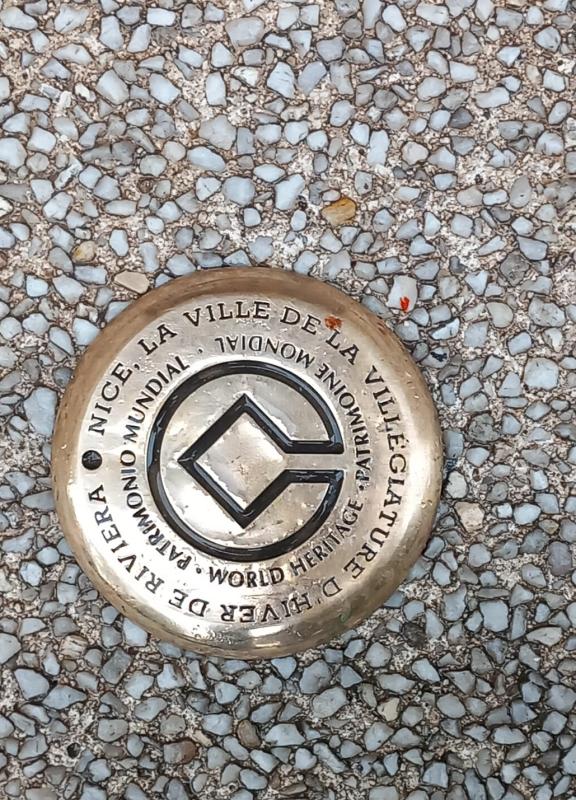 NICE, LA VILLE DE LA VILLÉGIATURE D'HIVER DE RIVIERA
PATRIMONIO MUNDIAL · PATRIMOINE MONDIAL · WORLD HERITAGE ·